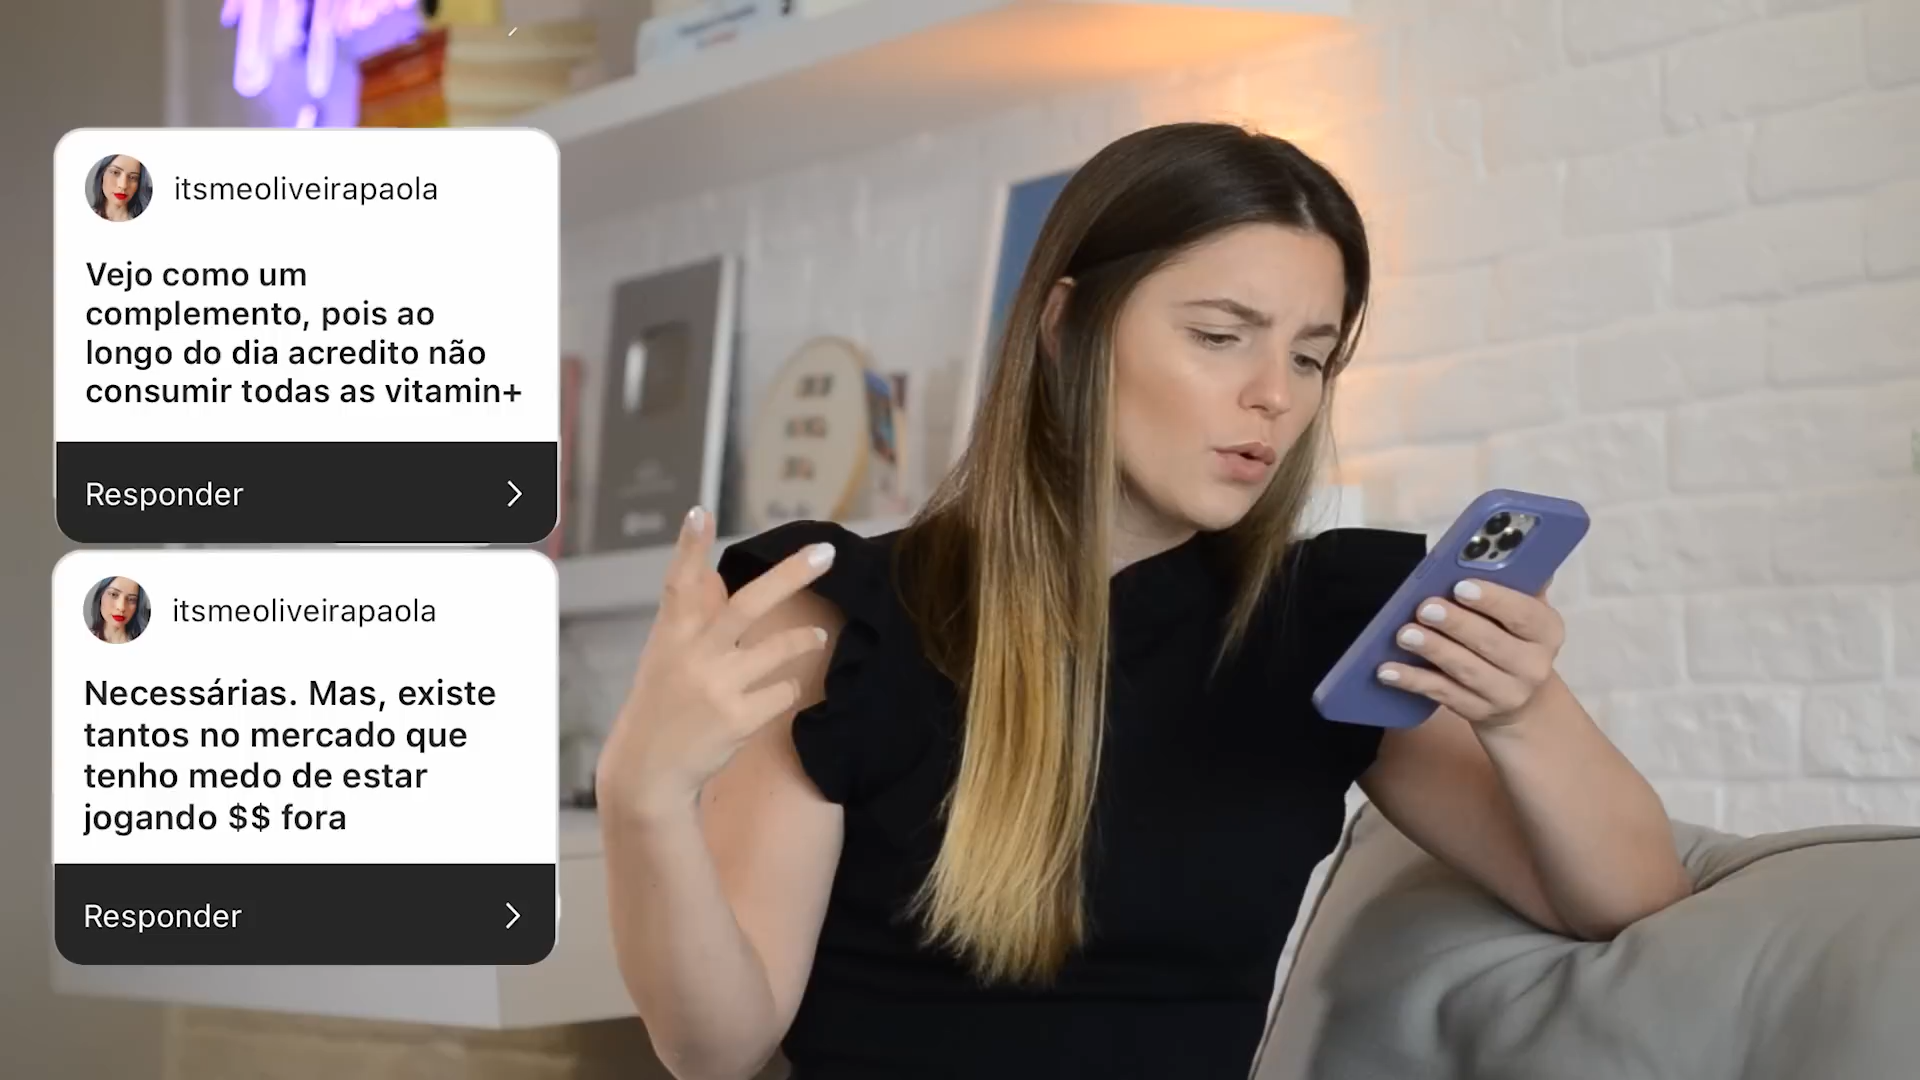 itsmeoliveirapaola
Vejo como um
complemento, pois ao
longo do dia acredito não
consumir todas as vitamin+
Responder
itsmeoliveirapaola
Necessárias. Mas, existe
tantos no mercado que
tenho medo de estar
jogando $$ fora
Responder